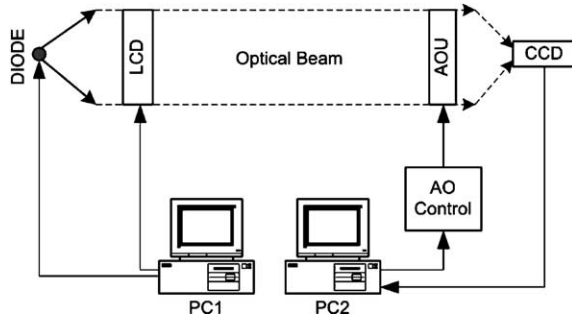 DIODE
LCD
Optical Beam
AOU
CCD
AO
Control
PC1
PC2